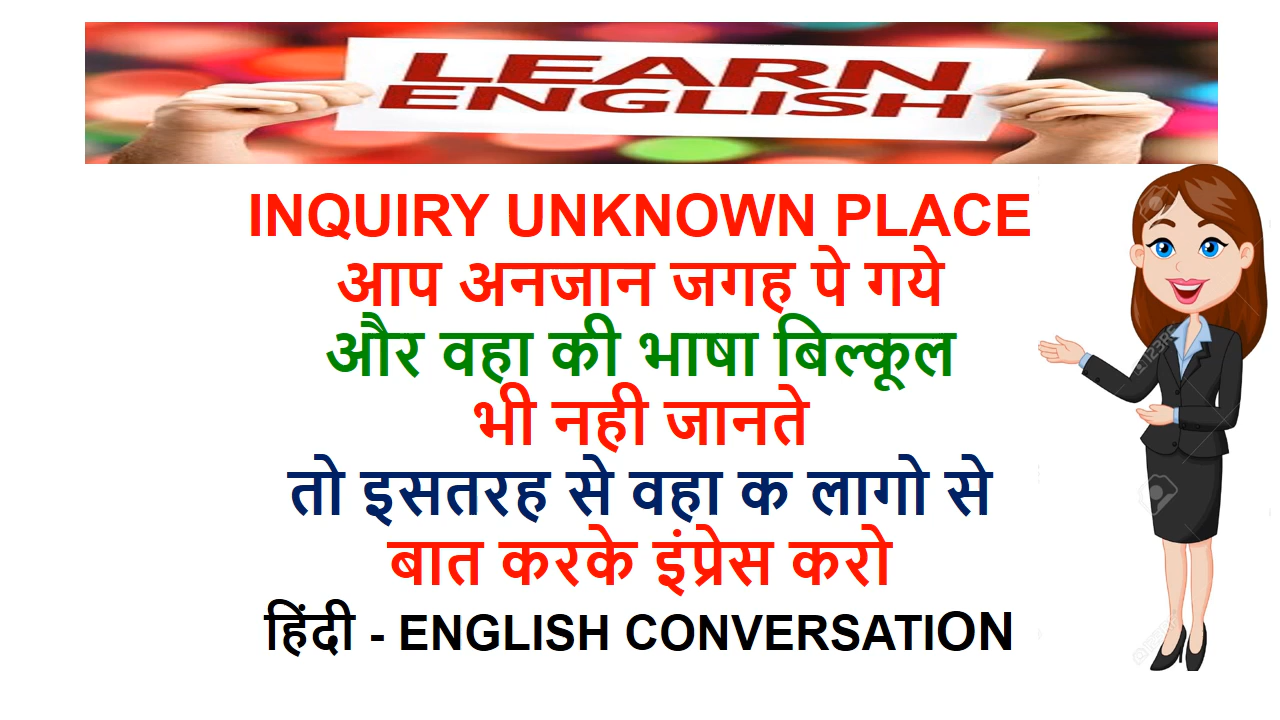 LEARN
ENGLISH
INQUIRY UNKNOWN PLACE
आप अनजान जगह पे गये
और वहा की भाषा बिल्कूल
भी नही जानते
तो इसतरह से वहा क लागो से
बात करके इंप्रेस करो
हिंदी - ENGLISH CONVERSATION